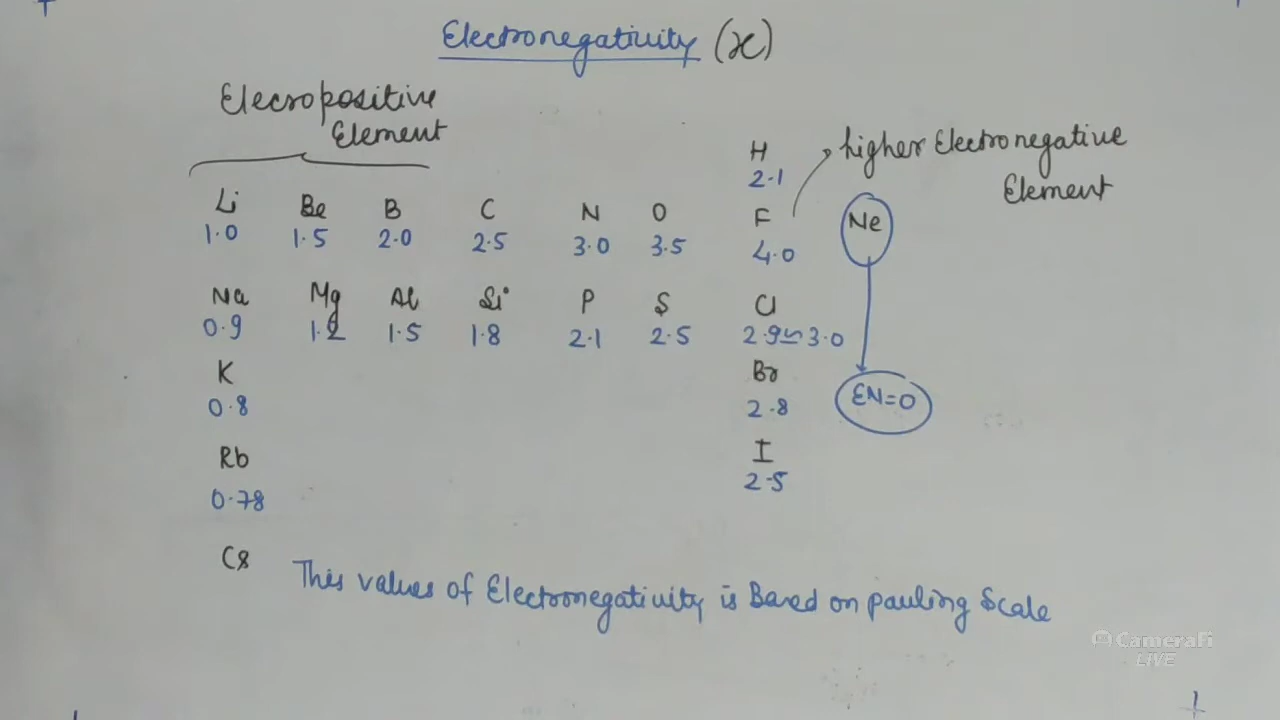 Electronegativity (x)
Elecropositive
Element
H
higher Electronegative
2.1
Element
Li Be B C N O F Ne
1.0 1.5 2.0 2.5 3.0 3.5 4.0
Na Mg Al Si P S Cl
0.9 1.2 1.5 1.8 2.1 2.5 2.9≃3.0
K Br
0.8 2.8 EN=0
Rb I
0.78 2.5
Cs
This values of Electronegativity is Based on pauling Scale
CameraFi
LIVE